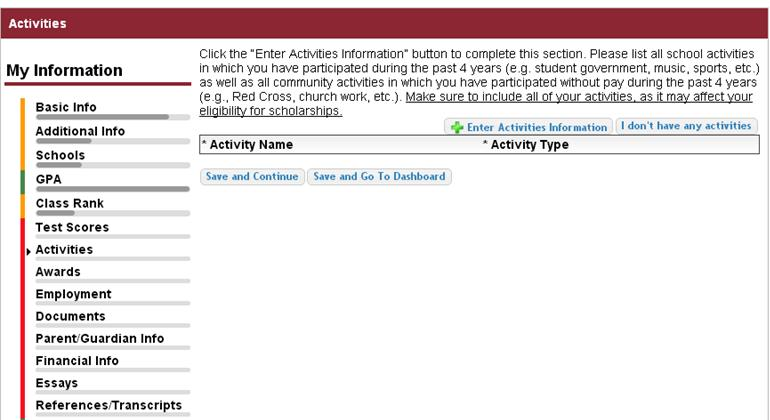 Activities
My Information
Basic Info
Additional Info
Schools
GPA
Class Rank
Test Scores
Activities
Awards
Employment
Documents
Parent/Guardian Info
Financial Info
Essays
References/Transcripts
Click the "Enter Activities Information" button to complete this section. Please list all school activities
in which you have participated during the past 4 years (e.g. student government, music, sports, etc.)
as well as all community activities in which you have participated without pay during the past 4 years
(e.g., Red Cross, church work, etc.). Make sure to include all of your activities, as it may affect your
eligibility for scholarships.
Enter Activities Information I don't have any activities
* Activity Name * Activity Type
Save and Continue Save and Go To Dashboard